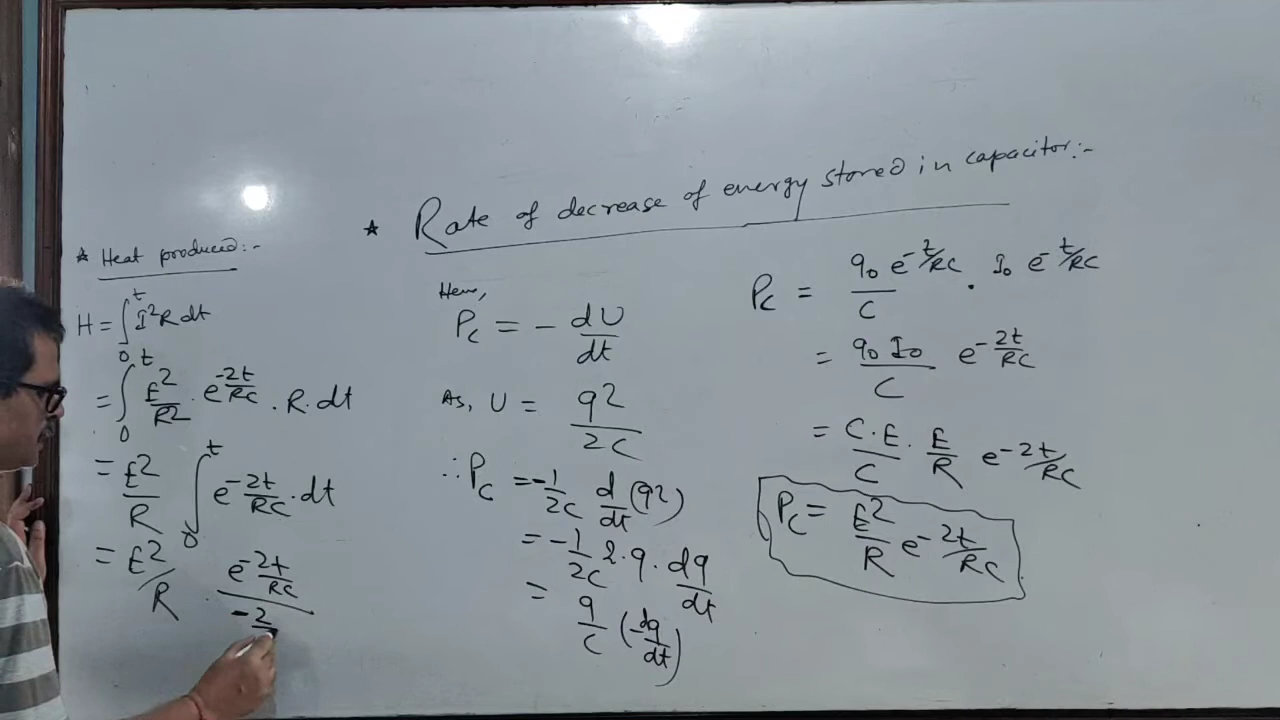 * Rate of decrease of energy stored in capacitor:-
* Heat produced:-
H = ∫₀ᵗ I²R dt
= ∫₀ᵗ E²/R² · e^(-2t/RC) · R · dt
= E²/R ∫₀ᵗ e^(-2t/RC) · dt
= E²/R · e^(-2t/RC)/-2
Here,
P_C = - dU/dt
As, U = q²/2C
∴ P_C = -1/2C d/dt (q²)
= -1/2C 2·q · dq/dt
= q/C (-dq/dt)
P_C = q₀ e^(-t/RC)/C · I₀ e^(-t/RC)
= q₀ I₀/C e^(-2t/RC)
= C·E·/C E/R e^(-2t/RC)
P_C = E²/R e^(-2t/RC)